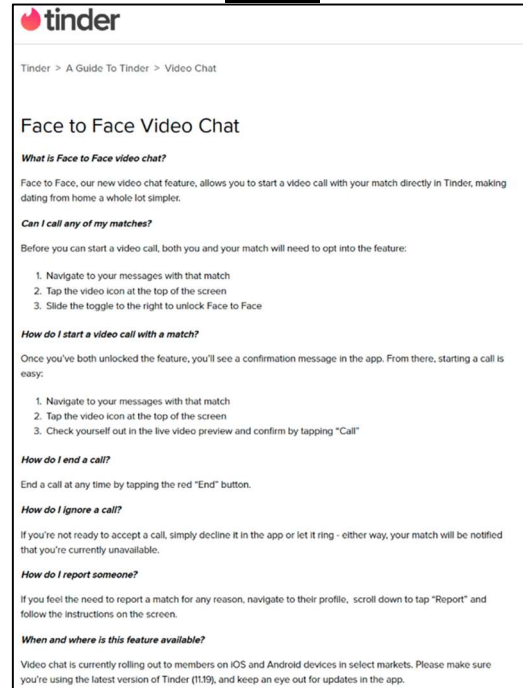 tinder
Tinder > A Guide To Tinder > Video Chat
Face to Face Video Chat
What is Face to Face video chat?
Face to Face, our new video chat feature, allows you to start a video call with your match directly in Tinder, making
dating from home a whole lot simpler.
Can I call any of my matches?
Before you can start a video call, both you and your match will need to opt into the feature:
1. Navigate to your messages with that match
2. Tap the video icon at the top of the screen
3. Slide the toggle to the right to unlock Face to Face
How do I start a video call with a match?
Once you've both unlocked the feature, you'll see a confirmation message in the app. From there, starting a call is
easy:
1. Navigate to your messages with that match
2. Tap the video icon at the top of the screen
3. Check yourself out in the live video preview and confirm by tapping "Call"
How do I end a call?
End a call at any time by tapping the red "End" button.
How do I ignore a call?
If you're not ready to accept a call, simply decline it in the app or let it ring - either way, your match will be notified
that you're currently unavailable.
How do I report someone?
If you feel the need to report a match for any reason, navigate to their profile, scroll down to tap "Report" and
follow the instructions on the screen.
When and where is this feature available?
Video chat is currently rolling out to members on iOS and Android devices in select markets. Please make sure
you're using the latest version of Tinder (11.19), and keep an eye out for updates in the app.